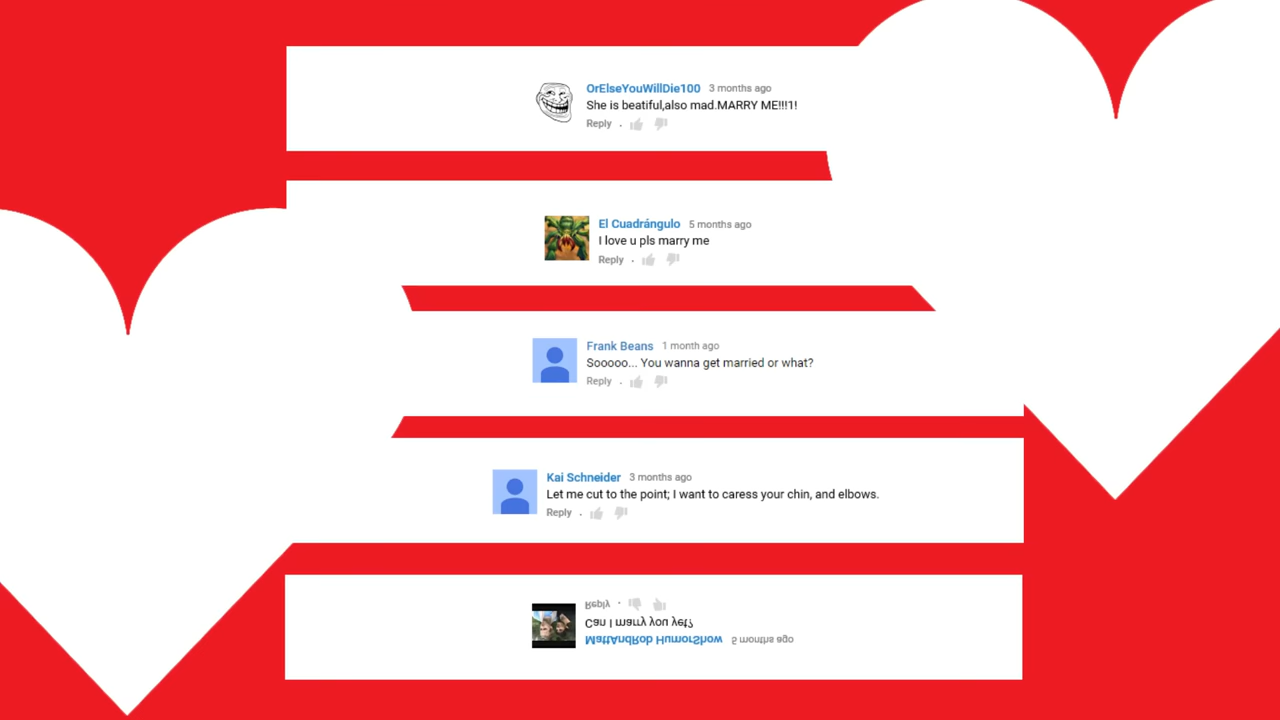 OrElseYouWillDie100 3 months ago
She is beatiful,also mad.MARRY ME!!!1!
Reply .
El Cuadrángulo 5 months ago
I love u pls marry me
Reply .
Frank Beans 1 month ago
Sooooo... You wanna get married or what?
Reply .
Kai Schneider 3 months ago
Let me cut to the point; I want to caress your chin, and elbows.
Reply .
Reply ·
Can I marry you yet?
MattAndRob HumorShow 5 months ago